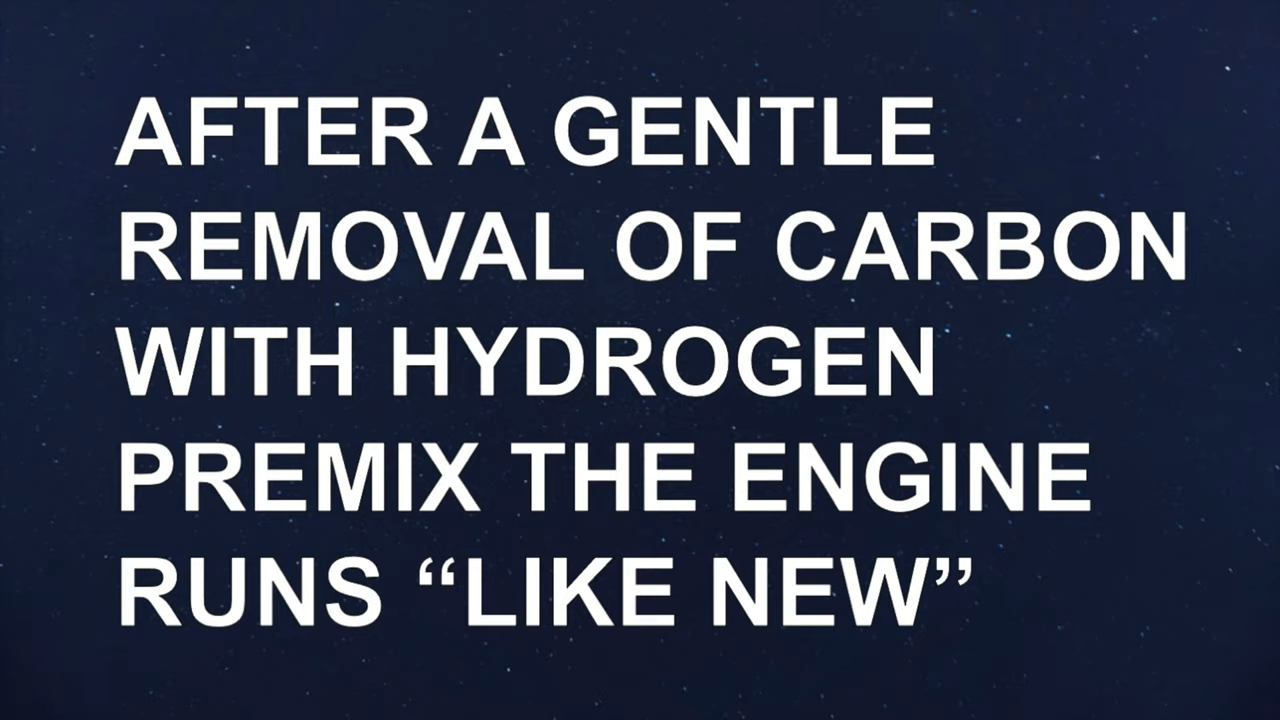 AFTER A GENTLE
REMOVAL OF CARBON
WITH HYDROGEN
PREMIX THE ENGINE
RUNS “LIKE NEW”